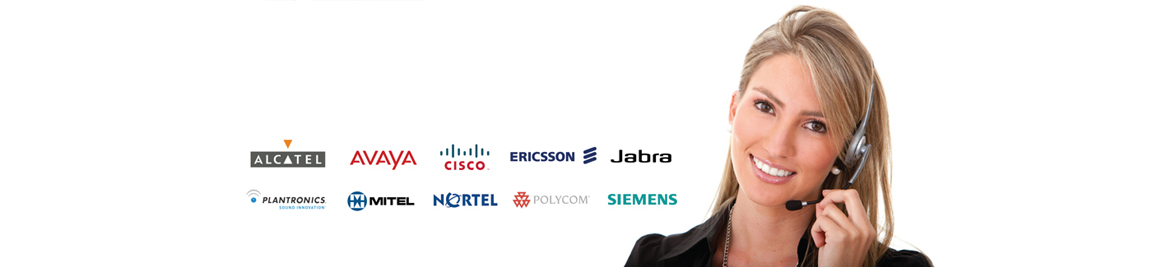 ALCATEL AVAYA CISCO ERICSSON Jabra
PLANTRONICS MITEL NORTEL POLYCOM SIEMENS
SOUND INNOVATION